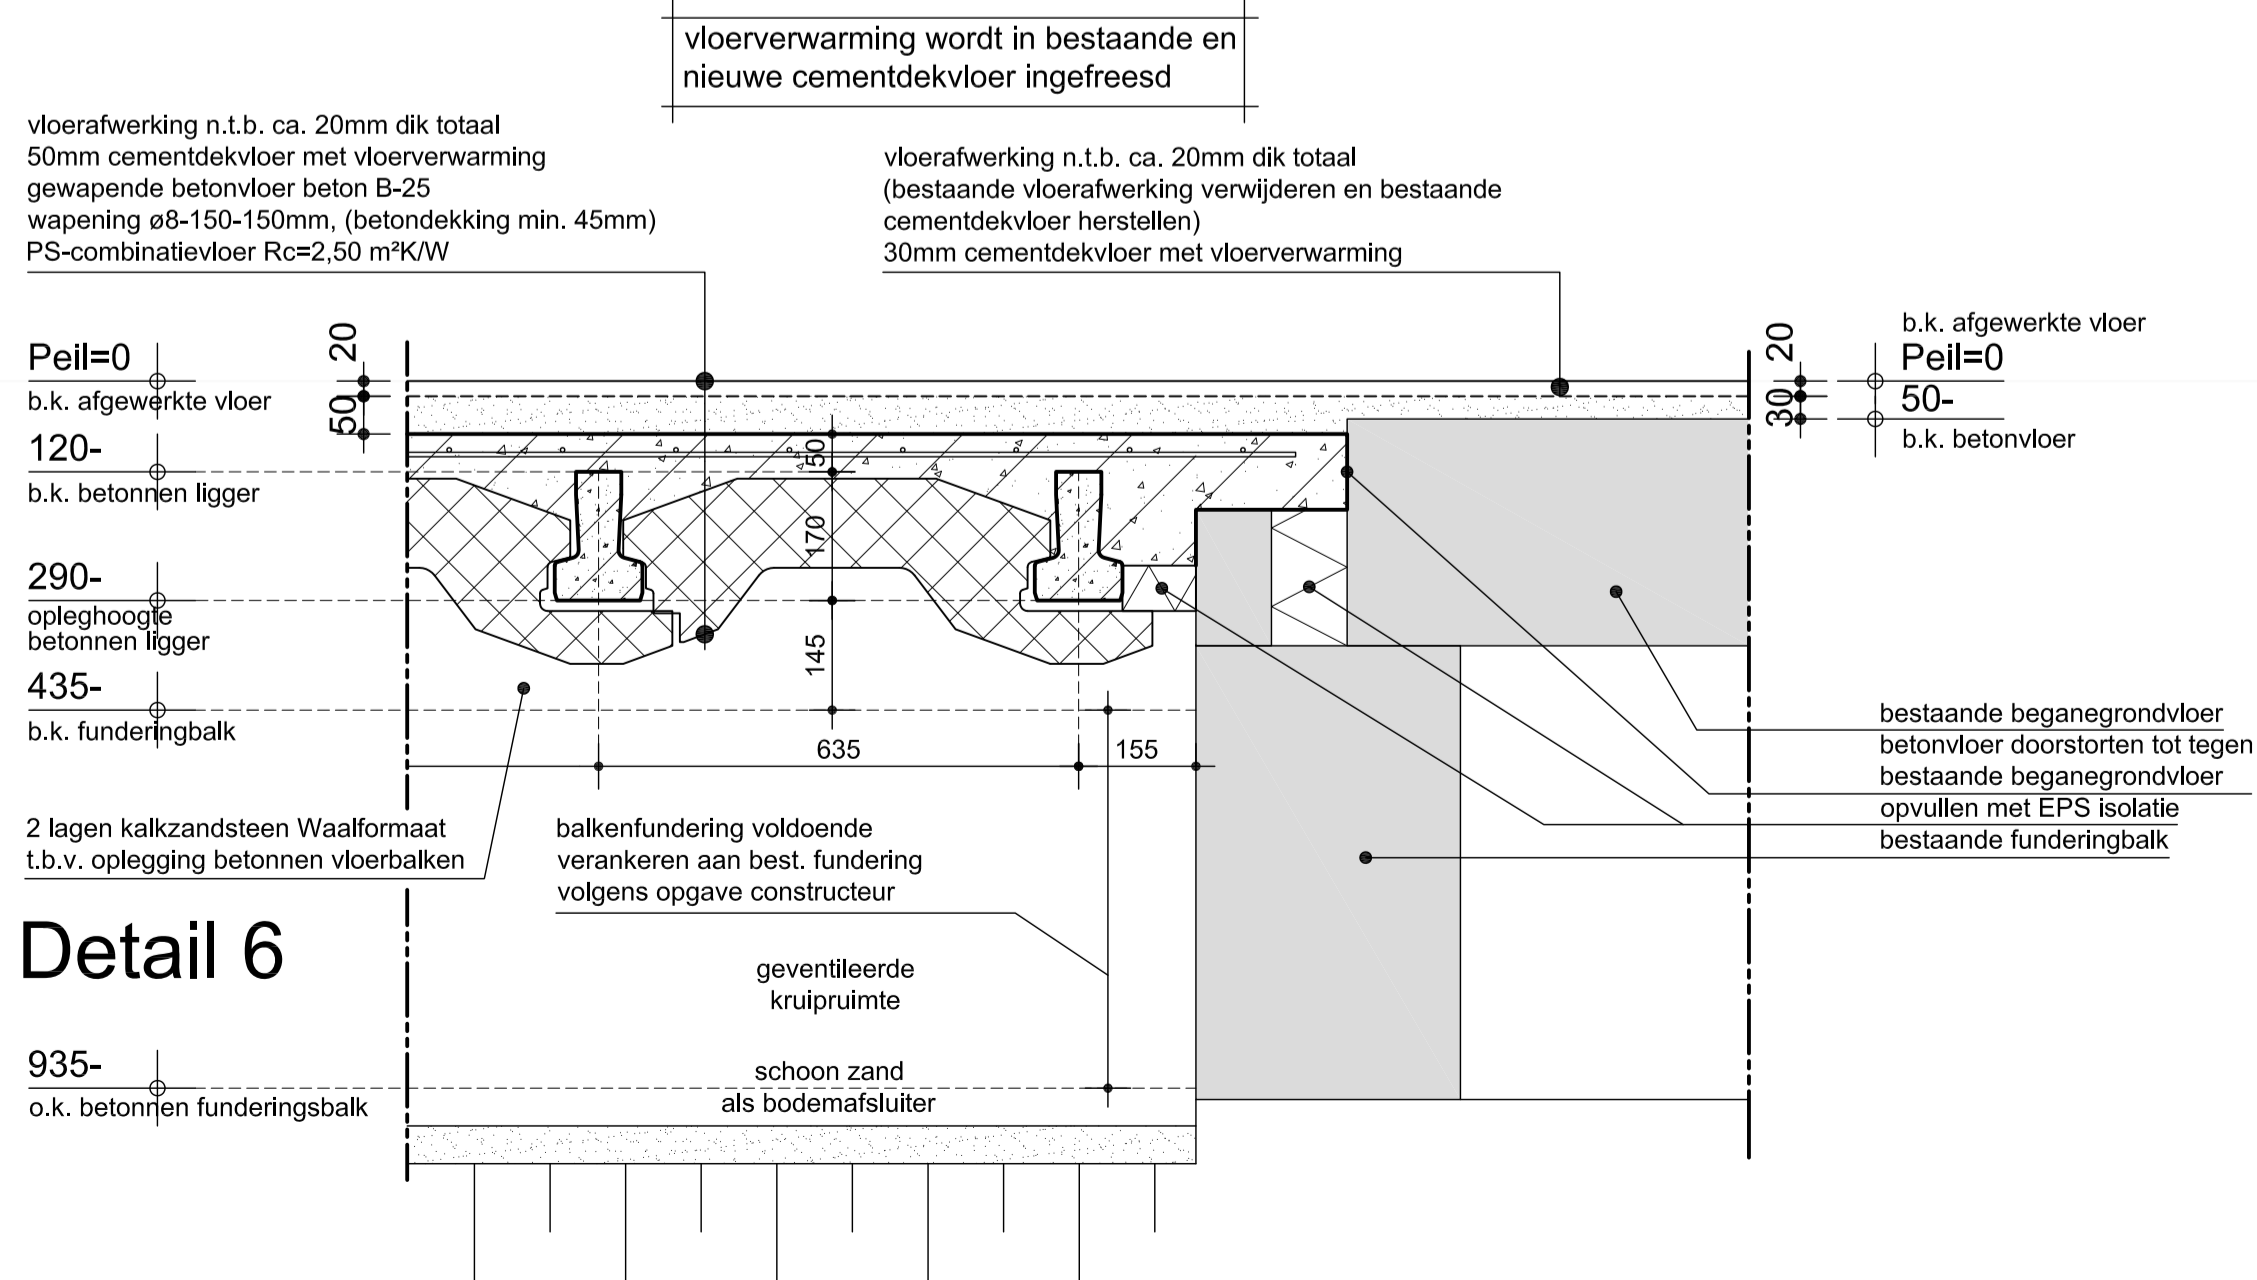 vloerverwarming wordt in bestaande en
nieuwe cementdekvloer ingefreesd
vloerafwerking n.t.b. ca. 20mm dik totaal
50mm cementdekvloer met vloerverwarming
gewapende betonvloer beton B-25
wapening ø8-150-150mm, (betondekking min. 45mm)
PS-combinatievloer Rc=2,50 m²K/W
vloerafwerking n.t.b. ca. 20mm dik totaal
(bestaande vloerafwerking verwijderen en bestaande
cementdekvloer herstellen)
30mm cementdekvloer met vloerverwarming
Peil=0
b.k. afgewerkte vloer
120-
b.k. betonnen ligger
290-
opleghoogte
betonnen ligger
435-
b.k. funderingbalk
20
50
50
170
145
635
155
20
30
b.k. afgewerkte vloer
Peil=0
50-
b.k. betonvloer
bestaande beganegrondvloer
betonvloer doorstorten tot tegen
bestaande beganegrondvloer
opvullen met EPS isolatie
bestaande funderingbalk
2 lagen kalkzandsteen Waalformaat
t.b.v. oplegging betonnen vloerbalken
balkenfundering voldoende
verankeren aan best. fundering
volgens opgave constructeur
Detail 6
geventileerde
kruipruimte
935-
o.k. betonnen funderingsbalk
schoon zand
als bodemafsluiter